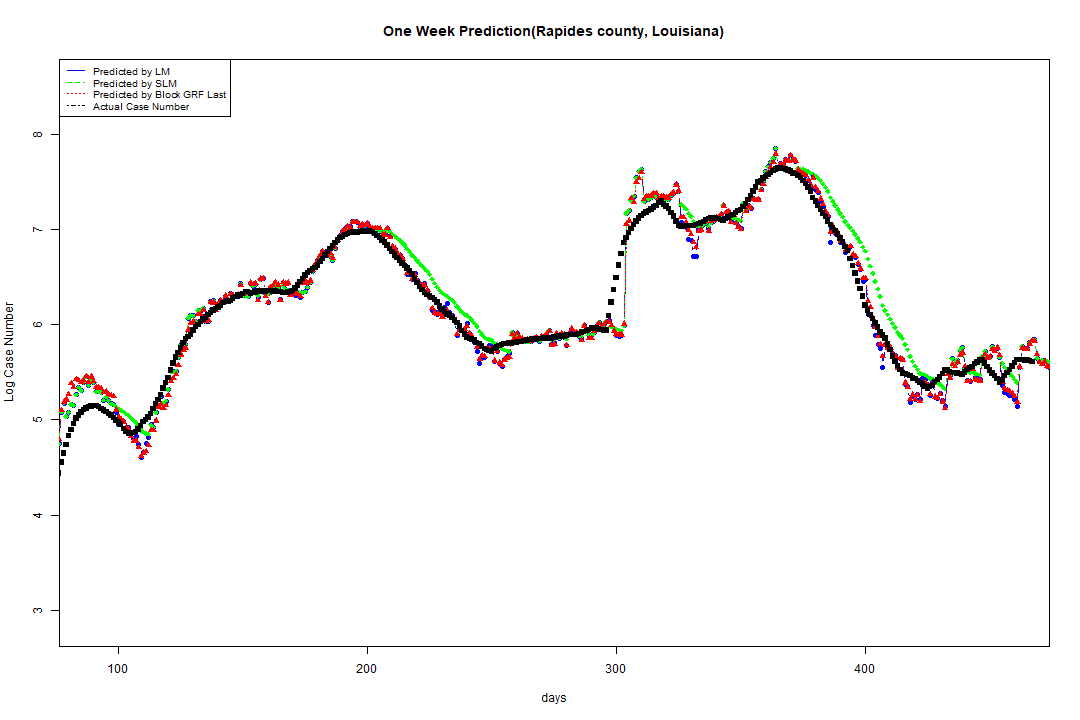 One Week Prediction(Rapides county, Louisiana)
Predicted by LM
Predicted by SLM
Predicted by Block GRF Last
Actual Case Number
8
7
6
5
4
3
Log Case Number
100 200 300 400
days